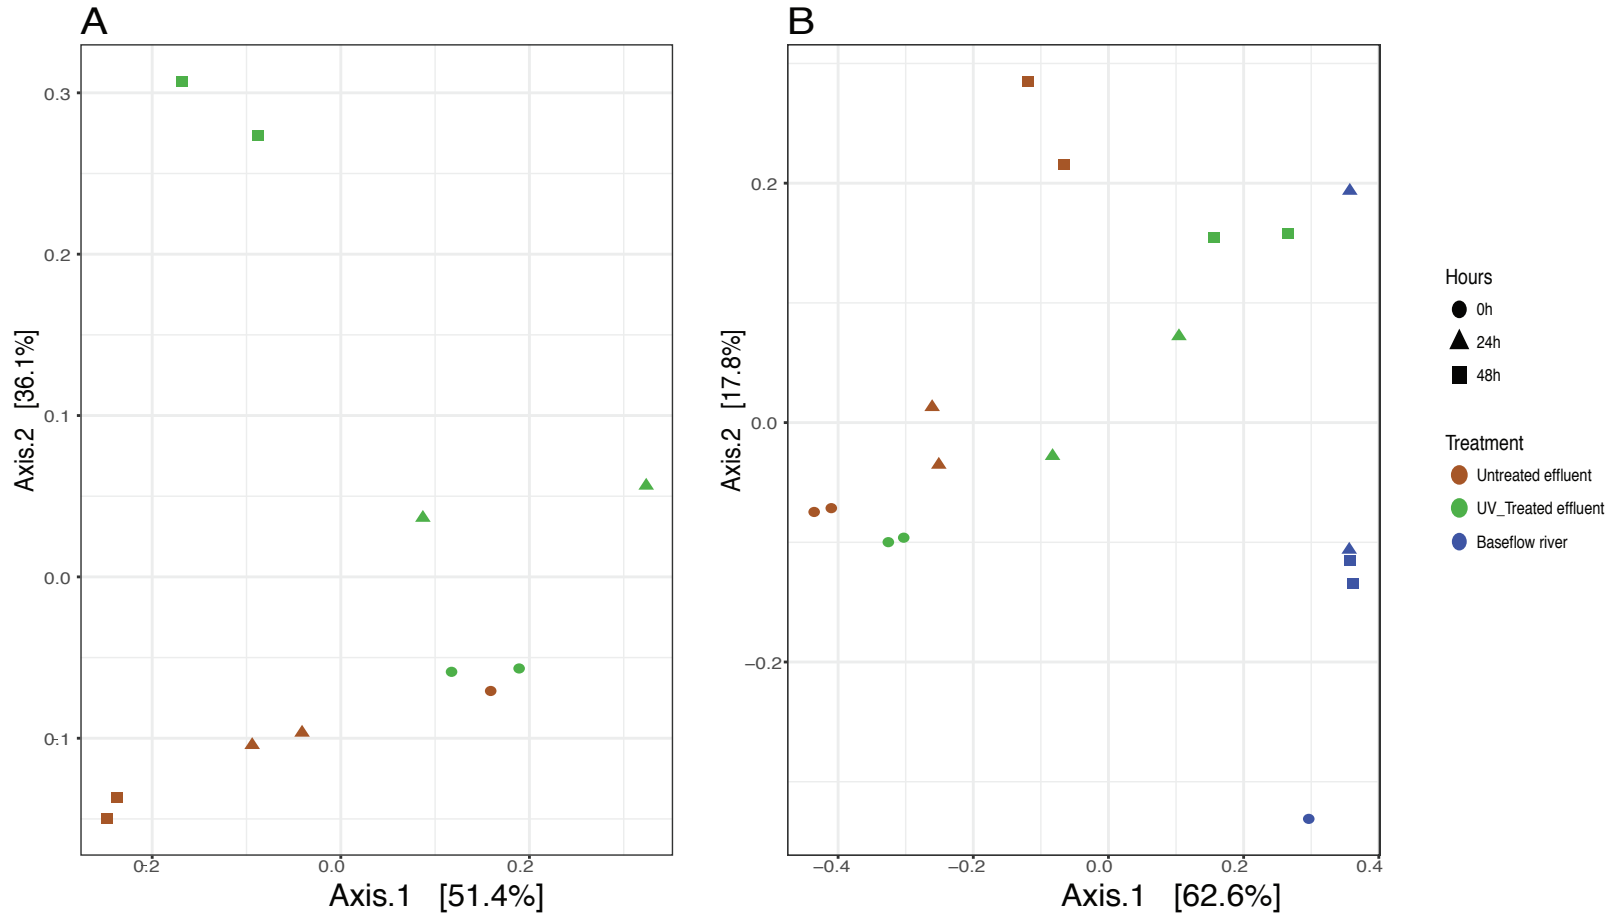 A
B
0.3
0.2
0.1
0.0
0.1
Axis.2 [36.1%]
0.2
0.0
0.2
Axis.1 [51.4%]
0.2
0.0
−0.2
Axis.2 [17.8%]
−0.4
−0.2
0.0
0.2
0.4
Axis.1 [62.6%]
Hours
0h
24h
48h
Treatment
Untreated effluent
UV_Treated effluent
Baseflow river